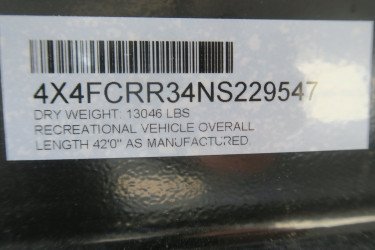 4X4FCRR34NS229547
DRY WEIGHT: 13046 LBS
RECREATIONAL VEHICLE OVERALL
LENGTH 42'0" AS MANUFACTURED